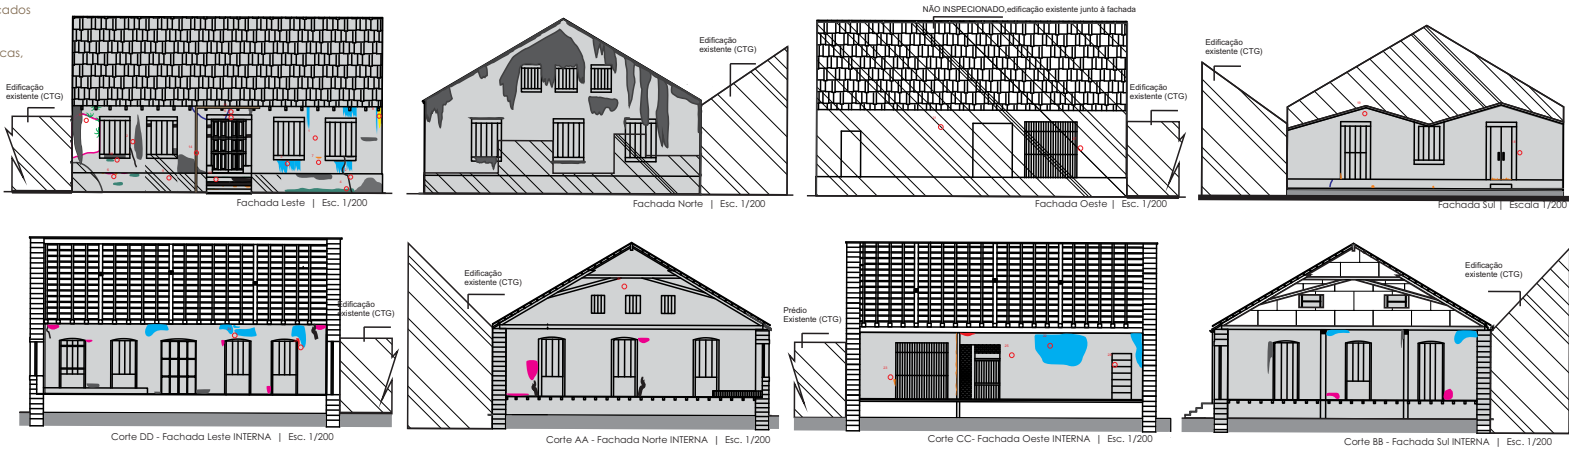 cados
cas,
Edificação
existente (CTG)
Fachada Leste | Esc. 1/200
Edificação
existente (CTG)
Fachada Norte | Esc. 1/200
NÃO INSPECIONADO,edificação existente junto á fachada
Edificação
existente (CTG)
Fachada Oeste | Esc. 1/200
Edificação
existente (CTG)
Fachada Sul | Escala 1/200
Edificação
existente (CTG)
Corte DD - Fachada Leste INTERNA | Esc. 1/200
Edificação
existente (CTG)
Corte AA - Fachada Norte INTERNA | Esc. 1/200
Prédio
Existente (CTG)
Corte CC- Fachada Oeste INTERNA | Esc. 1/200
Edificação
existente (CTG)
Corte BB - Fachada Sul INTERNA | Esc. 1/200